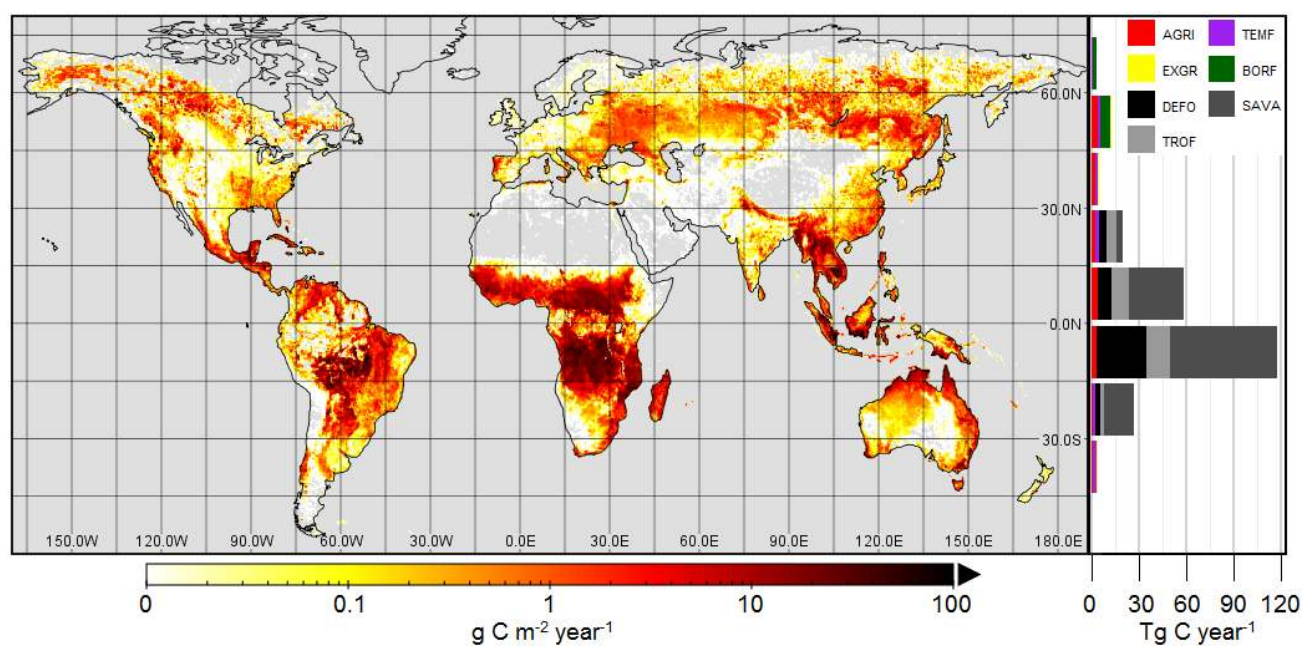 AGRI TEMF
EXGR BORF
DEFO SAVA
TROF
60.0N
30.0N
0.0N
30.0S
150.0W 120.0W 90.0W 60.0W 30.0W 0.0E 30.0E 60.0E 90.0E 120.0E 150.0E 180.0E
0 0.1 1 10 100
g C m⁻² year⁻¹
0 30 60 90 120
Tg C year⁻¹